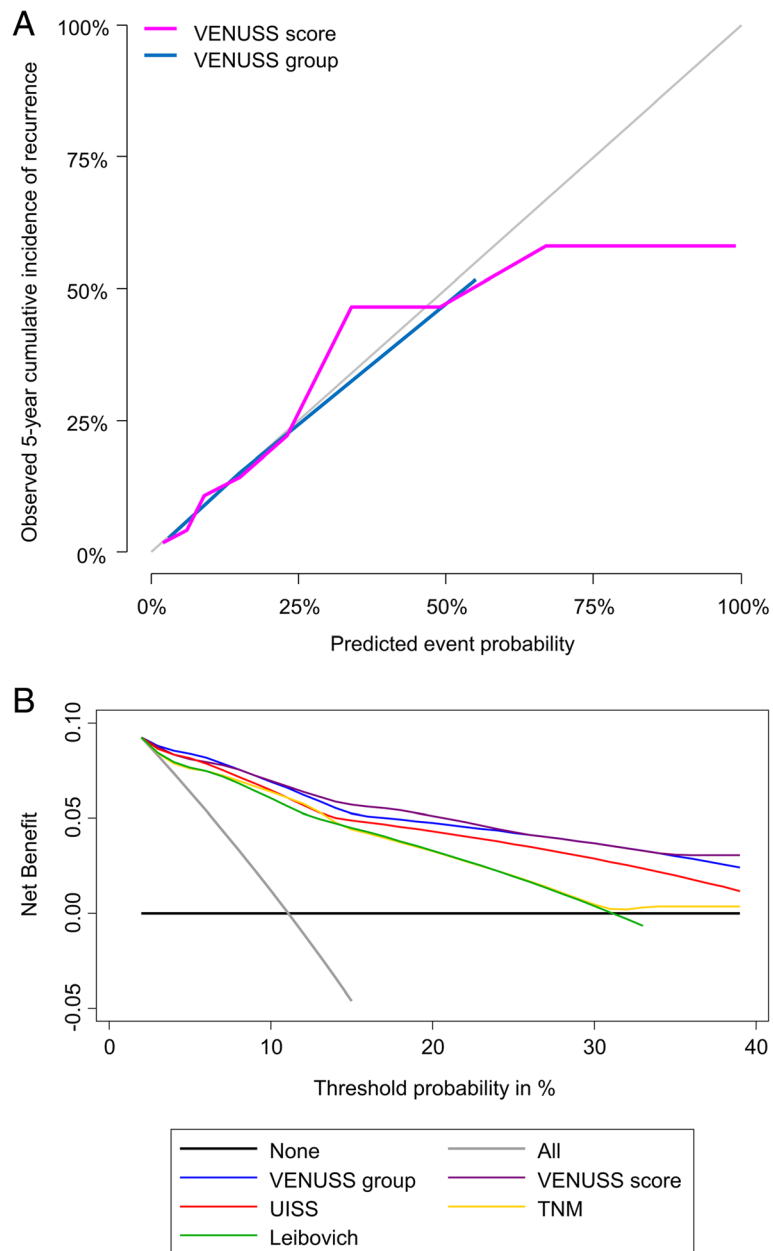 A
VENUSS score
VENUSS group
Observed 5-year cumulative incidence of recurrence
100%
75%
50%
25%
0%
0% 25% 50% 75% 100%
Predicted event probability
B
Net Benefit
0.10
0.05
0.00
-0.05
0 10 20 30 40
Threshold probability in %
None All
VENUSS group VENUSS score
UISS TNM
Leibovich